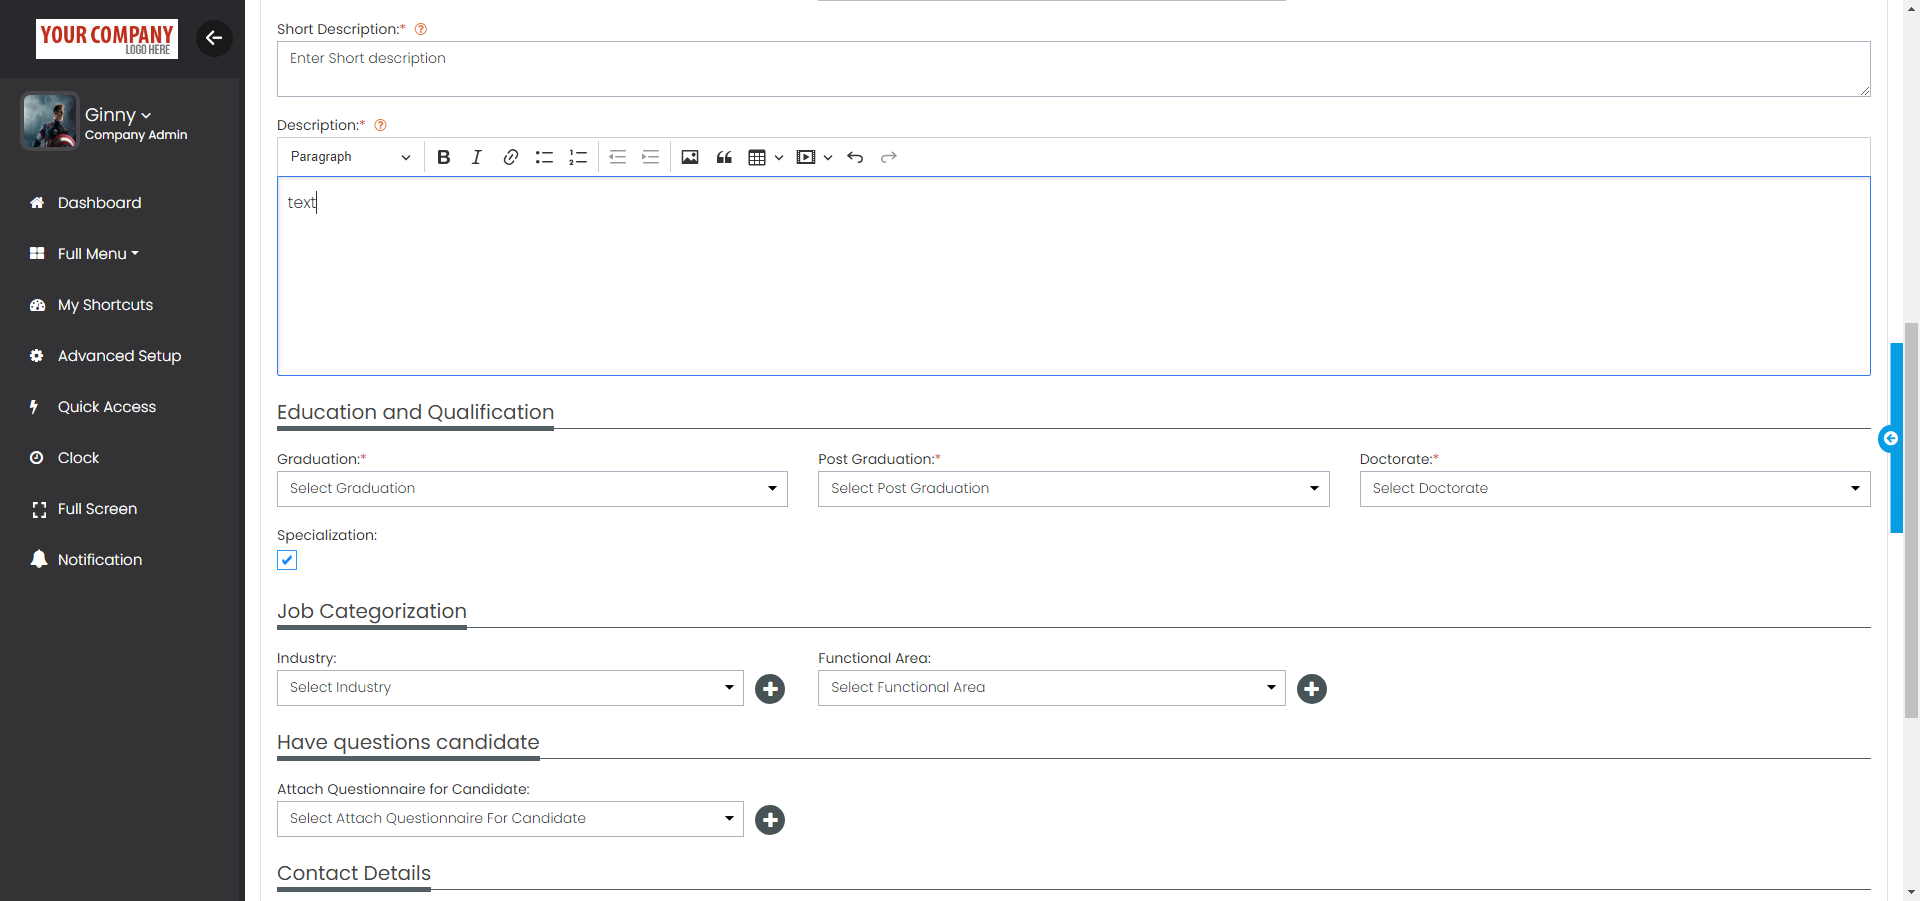 YOUR COMPANY
LOGO HERE
Ginny
Company Admin
Dashboard
Full Menu
My Shortcuts
Advanced Setup
Quick Access
Clock
Full Screen
Notification
Short Description:*
Enter Short description
Description:*
Paragraph
text
Education and Qualification
Graduation:* Post Graduation:* Doctorate:*
Select Graduation Select Post Graduation Select Doctorate
Specialization:
Job Categorization
Industry: Functional Area:
Select Industry Select Functional Area
Have questions candidate
Attach Questionnaire for Candidate:
Select Attach Questionnaire For Candidate
Contact Details